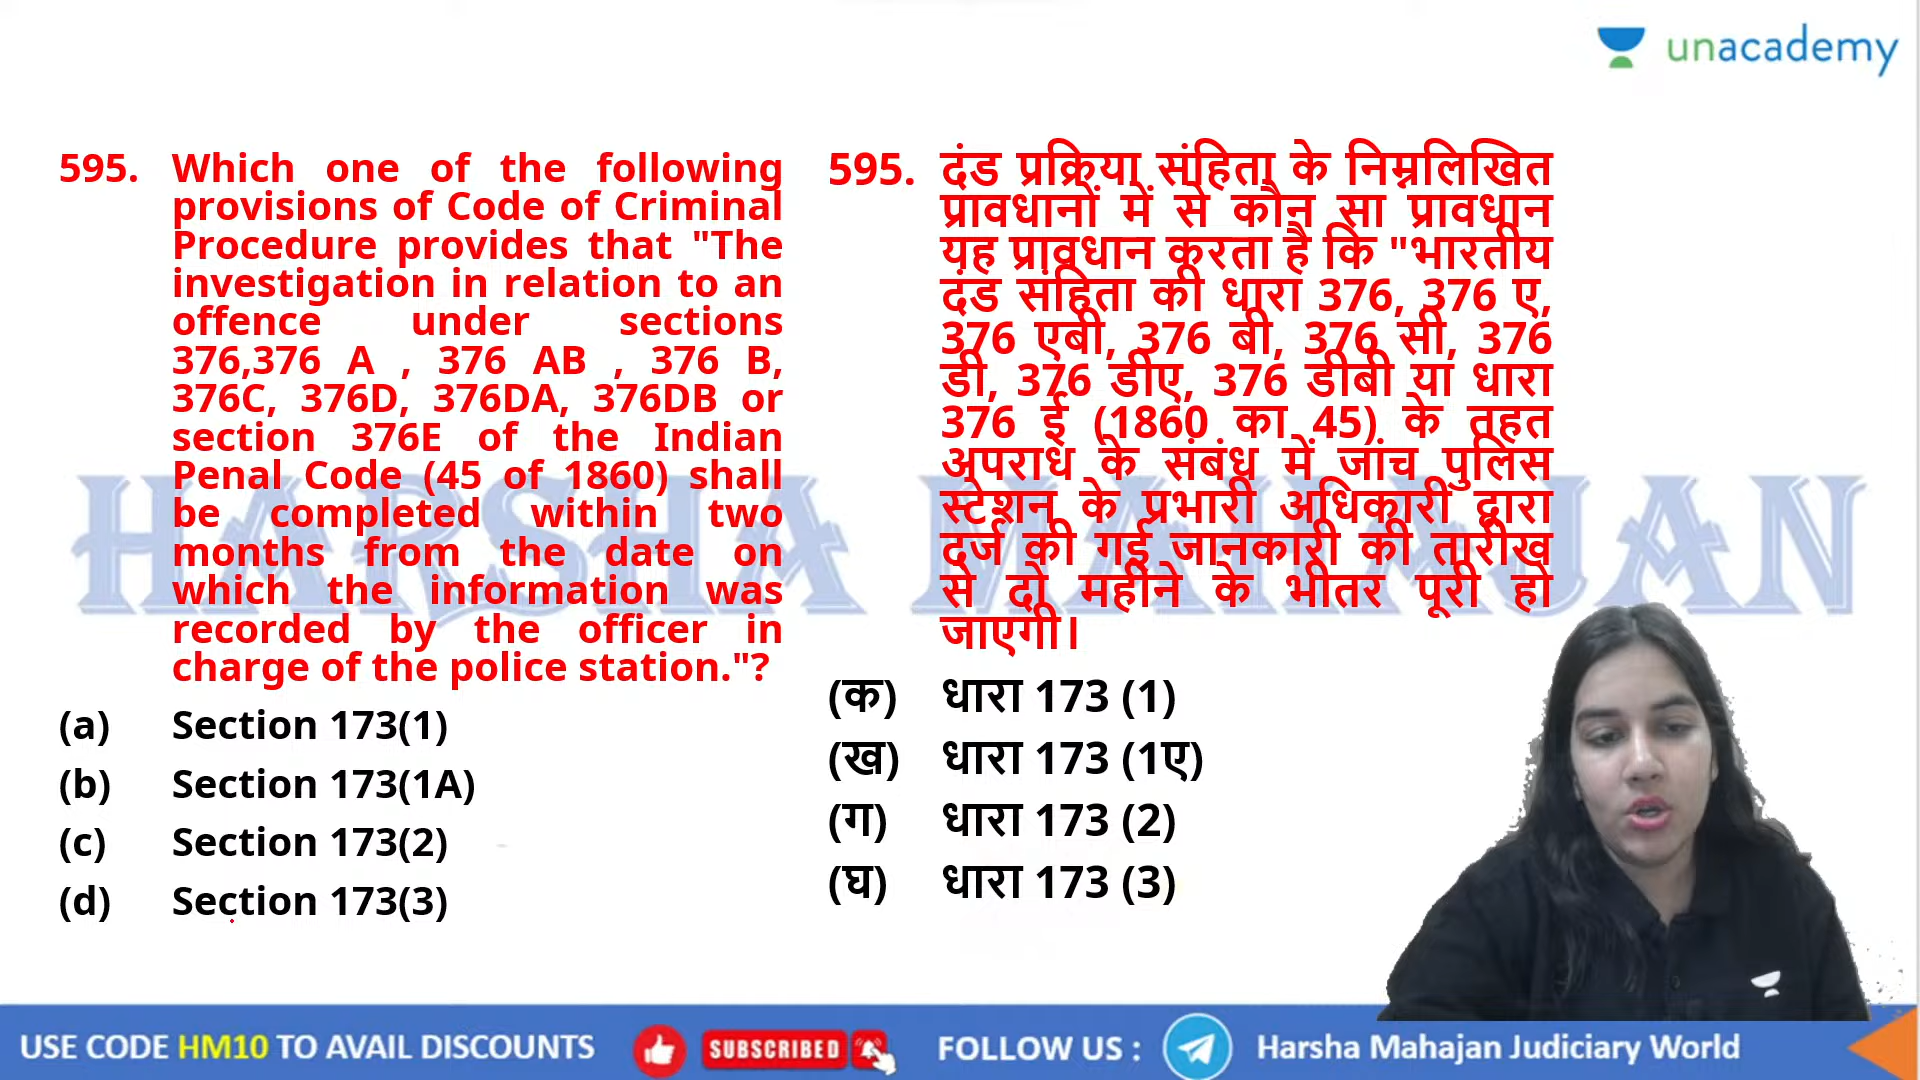 unacademy
595. Which one of the following
provisions of Code of Criminal
Procedure provides that "The
investigation in relation to an
offence under sections
376,376 A , 376 AB , 376 B,
376C, 376D, 376DA, 376DB or
section 376E of the Indian
Penal Code (45 of 1860) shall
be completed within two
months from the date on
which the information was
recorded by the officer in
charge of the police station."?
(a) Section 173(1)
(b) Section 173(1A)
(c) Section 173(2)
(d) Section 173(3)
595. दंड प्रक्रिया संहिता के निम्नलिखित
प्रावधानों में से कौन सा प्रावधान
यह प्रावधान करता है कि "भारतीय
दंड संहिता की धारा 376, 376 ए,
376 एबी, 376 बी, 376 सी, 376
डी, 376 डीए, 376 डीबी या धारा
376 ई (1860 का 45) के तहत
अपराध के संबंध में जांच पुलिस
स्टेशन के प्रभारी अधिकारी द्वारा
दर्ज की गई जानकारी की तारीख
से दो महीने के भीतर पूरी हो
जाएगी।
(क) धारा 173 (1)
(ख) धारा 173 (1ए)
(ग) धारा 173 (2)
(घ) धारा 173 (3)
HARSHA MAHAJAN
USE CODE HM10 TO AVAIL DISCOUNTS
SUBSCRIBED
FOLLOW US :
Harsha Mahajan Judiciary World